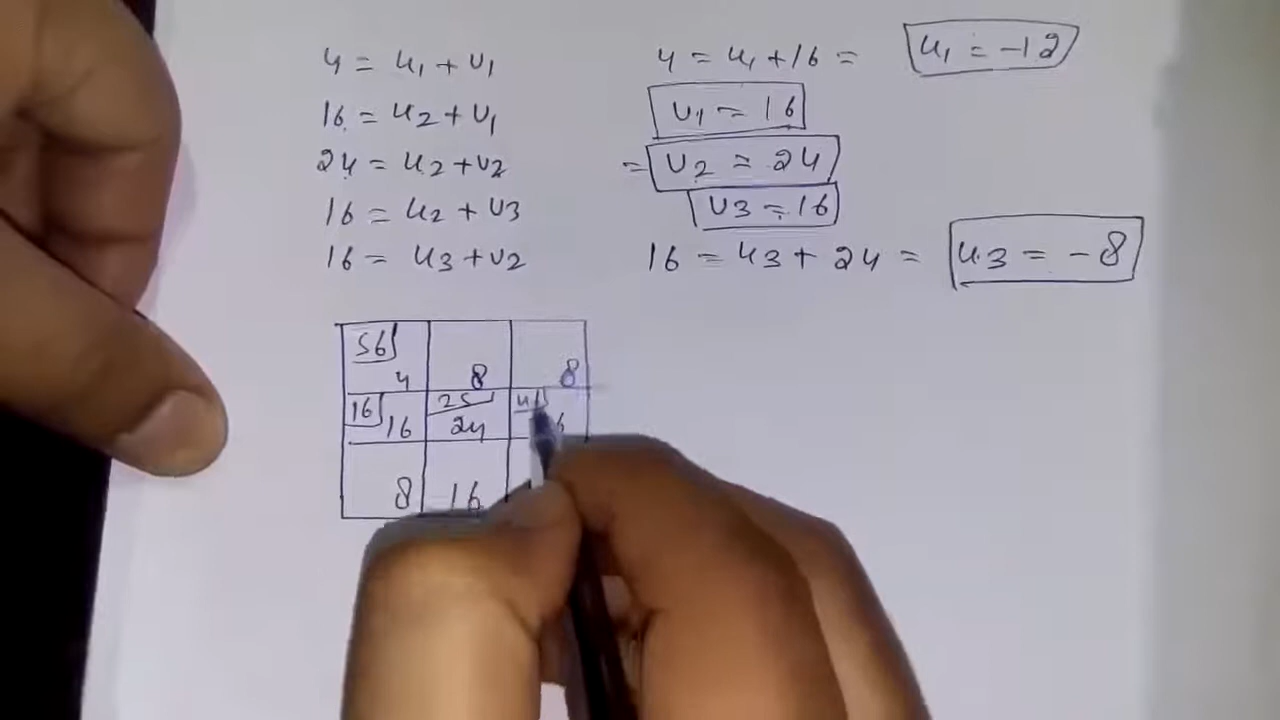 4 = u1 + v1 4 = u1 + 16 = u1 = -12
16 = u2 + v1 v1 = 16
24 = u2 + v2 = v2 = 24
16 = u2 + v3 v3 = 16
16 = u3 + v2 16 = u3 + 24 = u3 = -8
56 4 8 8
16 16 25 24 41 6
8 16